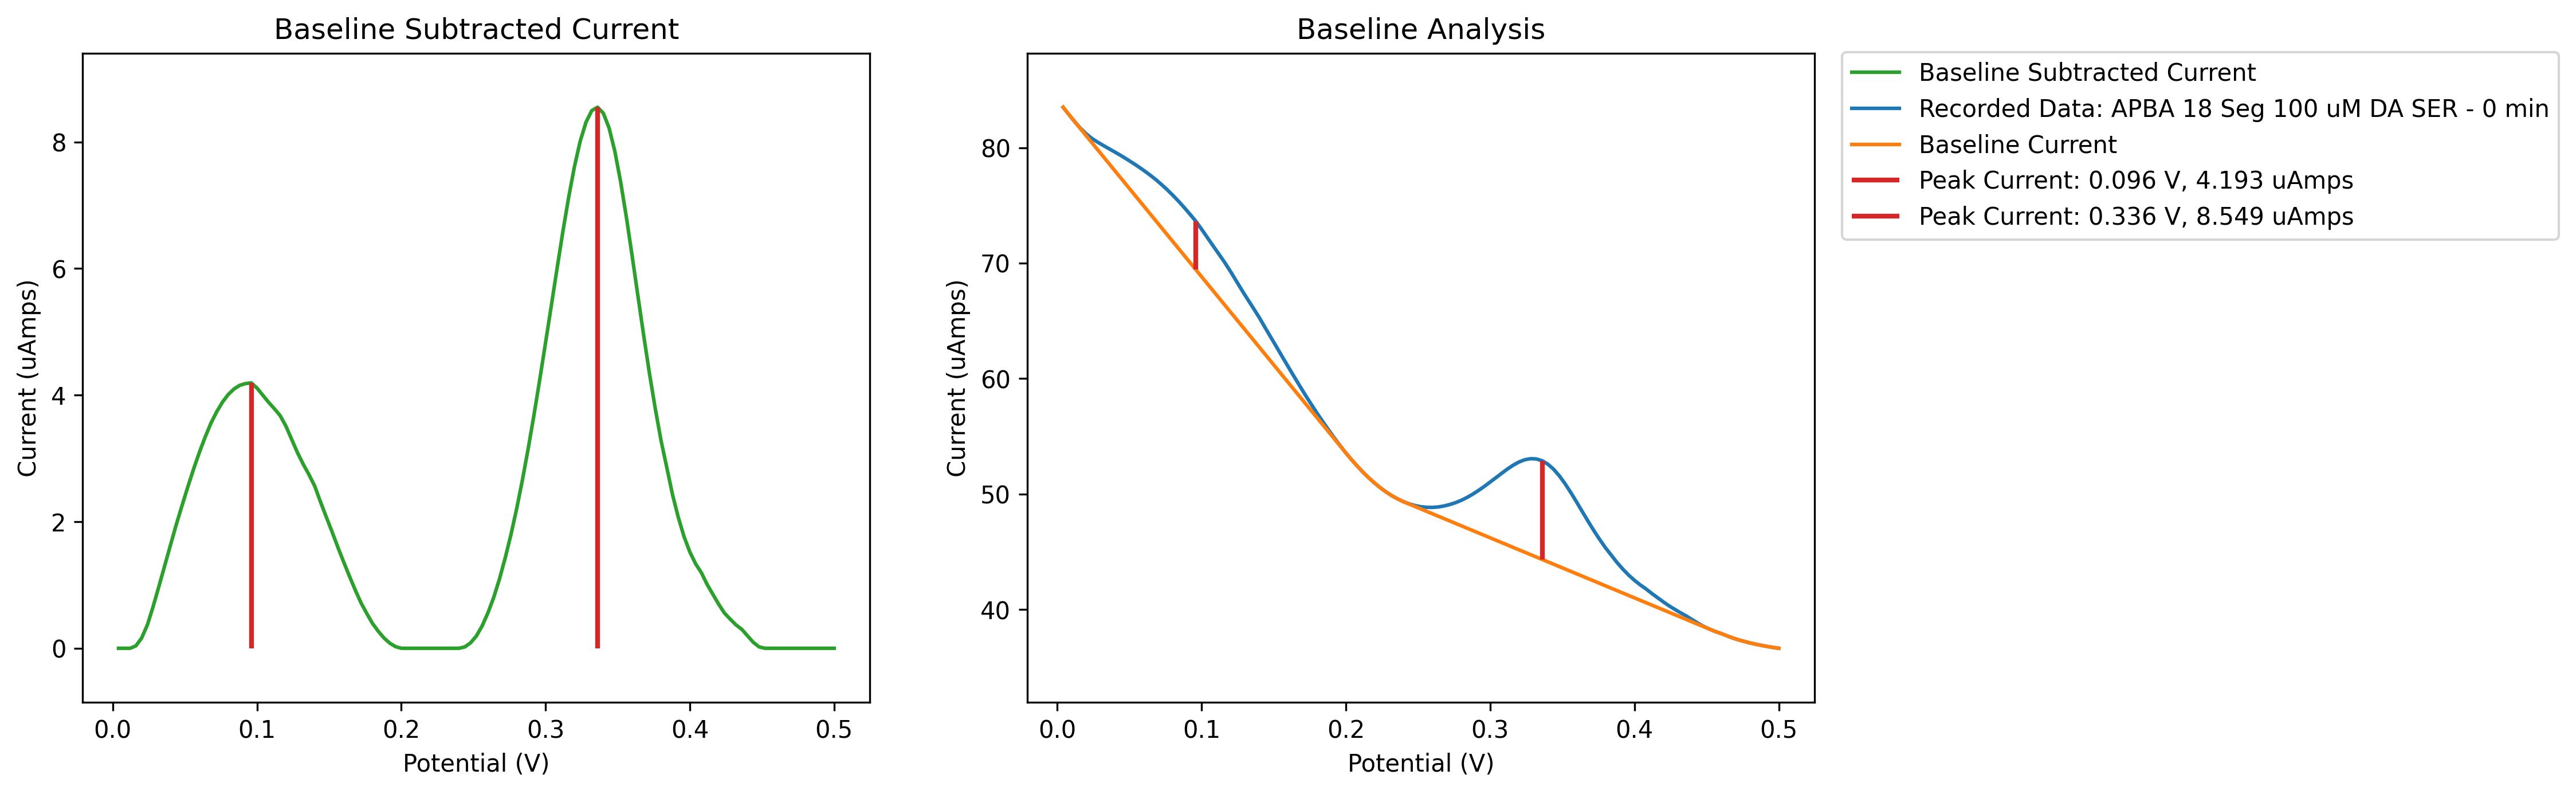 Baseline Subtracted Current
Current (uAmps)
8
6
4
2
0
0.0 0.1 0.2 0.3 0.4 0.5
Potential (V)
Baseline Analysis
Current (uAmps)
80
70
60
50
40
0.0 0.1 0.2 0.3 0.4 0.5
Potential (V)
Baseline Subtracted Current
Recorded Data: APBA 18 Seg 100 uM DA SER - 0 min
Baseline Current
Peak Current: 0.096 V, 4.193 uAmps
Peak Current: 0.336 V, 8.549 uAmps